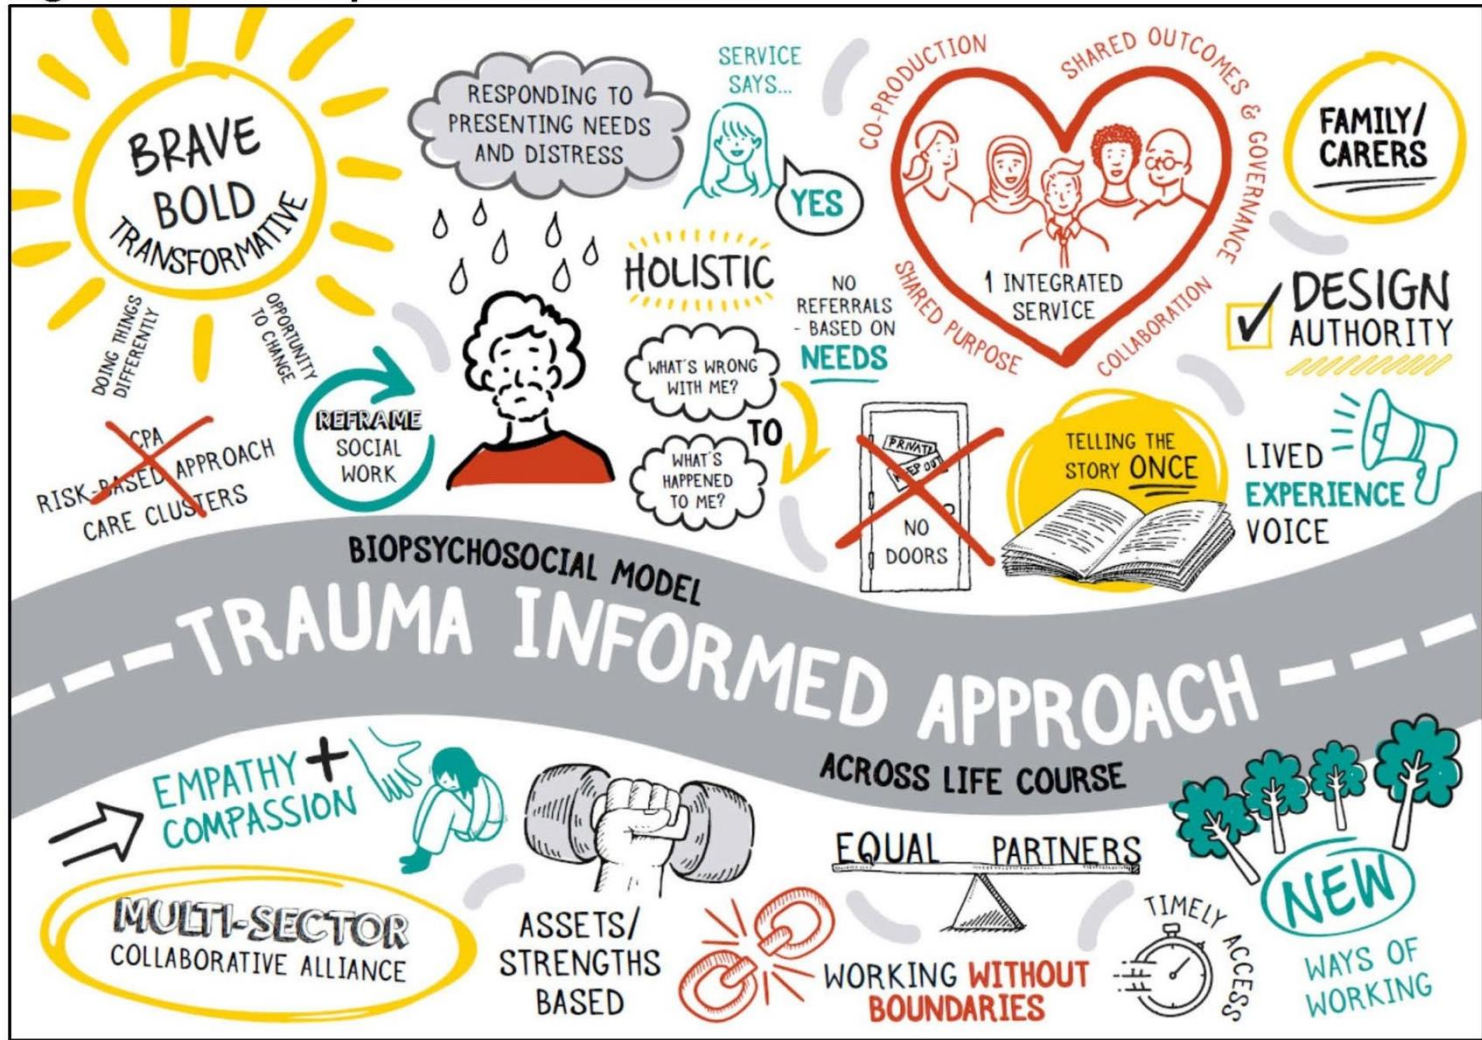 BRAVE
BOLD
TRANSFORMATIVE
DOING THINGS
DIFFERENTLY
OPPORTUNITY
TO CHANGE
CPA
RISK-BASED APPROACH
CARE CLUSTERS
REFRAME
SOCIAL
WORK
RESPONDING TO
PRESENTING NEEDS
AND DISTRESS
SERVICE
SAYS...
YES
HOLISTIC
WHAT'S WRONG
WITH ME?
TO
WHAT'S
HAPPENED
TO ME?
NO
REFERRALS
- BASED ON
NEEDS
CO-PRODUCTION
SHARED OUTCOMES & GOVERNANCE
SHARED PURPOSE
COLLABORATION
1 INTEGRATED
SERVICE
FAMILY/
CARERS
DESIGN
AUTHORITY
PRIVATE
KEEP OUT
NO
DOORS
TELLING THE
STORY ONCE
LIVED
EXPERIENCE
VOICE
BIOPSYCHOSOCIAL MODEL
TRAUMA INFORMED APPROACH
ACROSS LIFE COURSE
EMPATHY +
COMPASSION
MULTI-SECTOR
COLLABORATIVE ALLIANCE
ASSETS/
STRENGTHS
BASED
EQUAL PARTNERS
WORKING WITHOUT
BOUNDARIES
TIMELY ACCESS
NEW
WAYS OF
WORKING